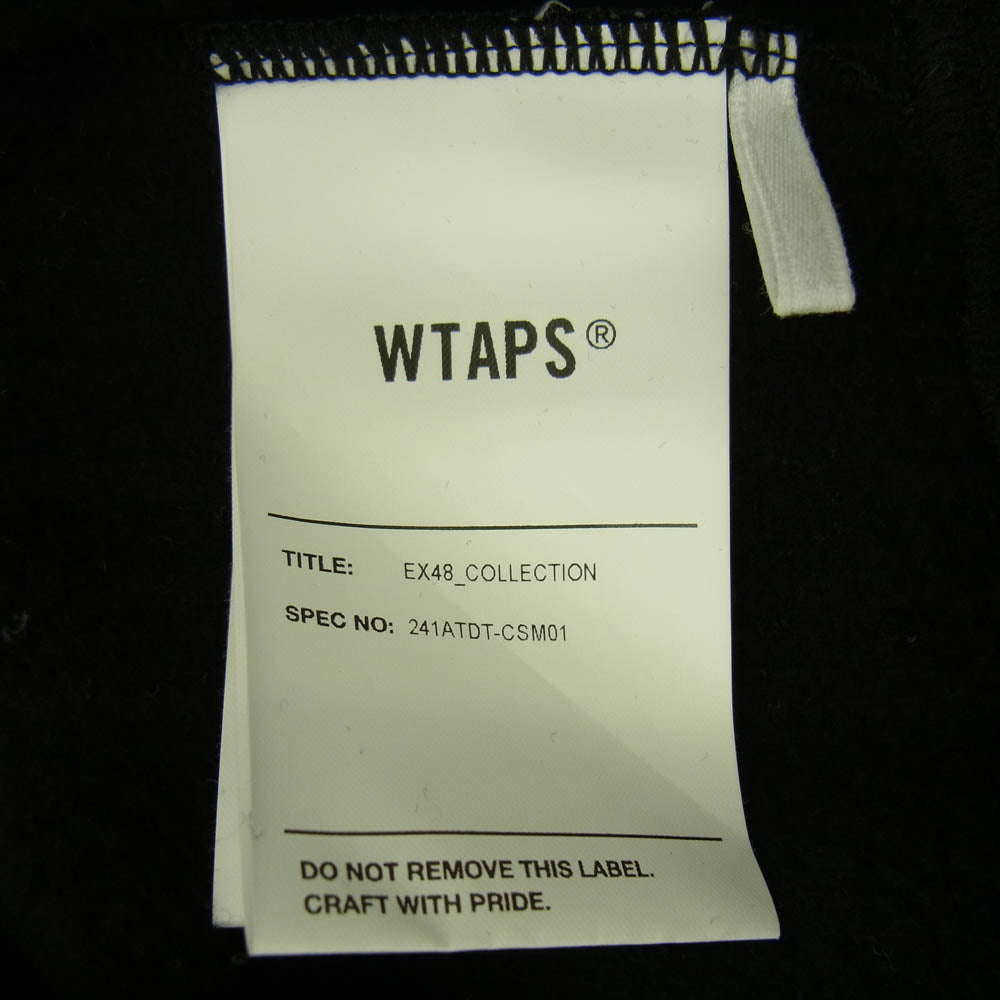 WTAPS®
TITLE: EX48_COLLECTION
SPEC NO: 241ATDT-CSM01
DO NOT REMOVE THIS LABEL.
CRAFT WITH PRIDE.